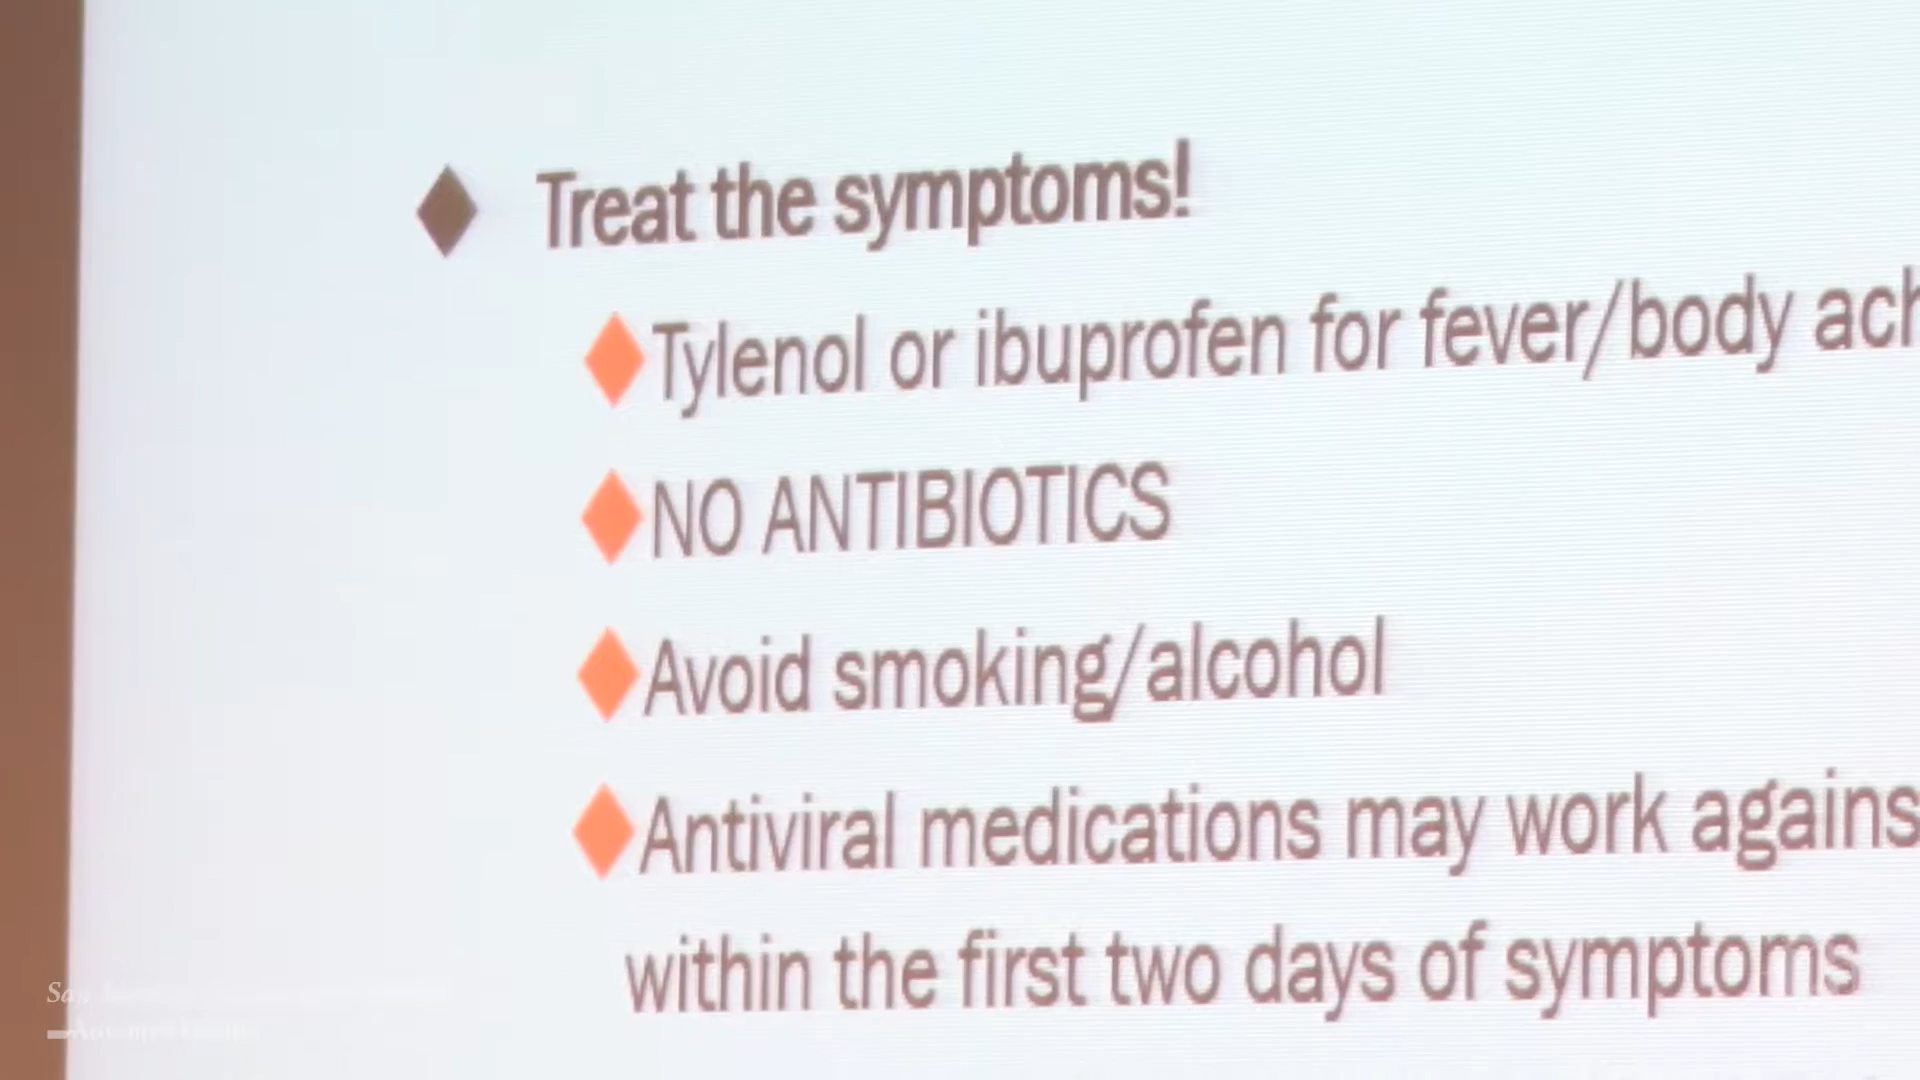 Treat the symptoms!
Tylenol or ibuprofen for fever/body ach
NO ANTIBIOTICS
Avoid smoking/alcohol
Antiviral medications may work agains
within the first two days of symptoms